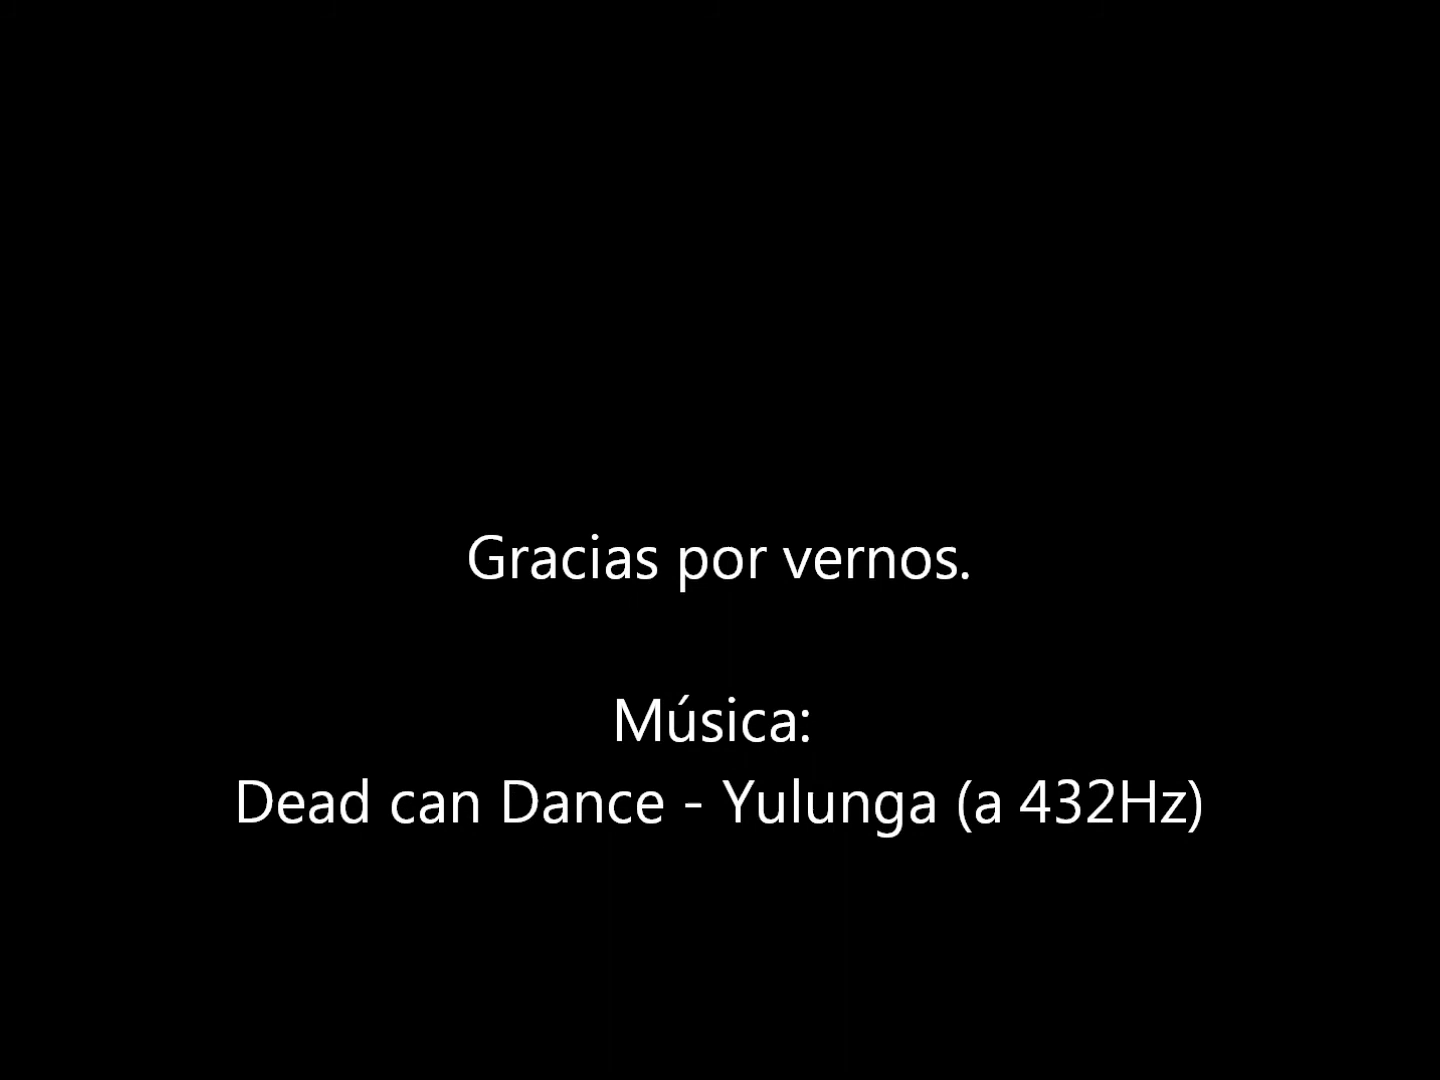 Gracias por vernos.
Música:
Dead can Dance - Yulunga (a 432Hz)